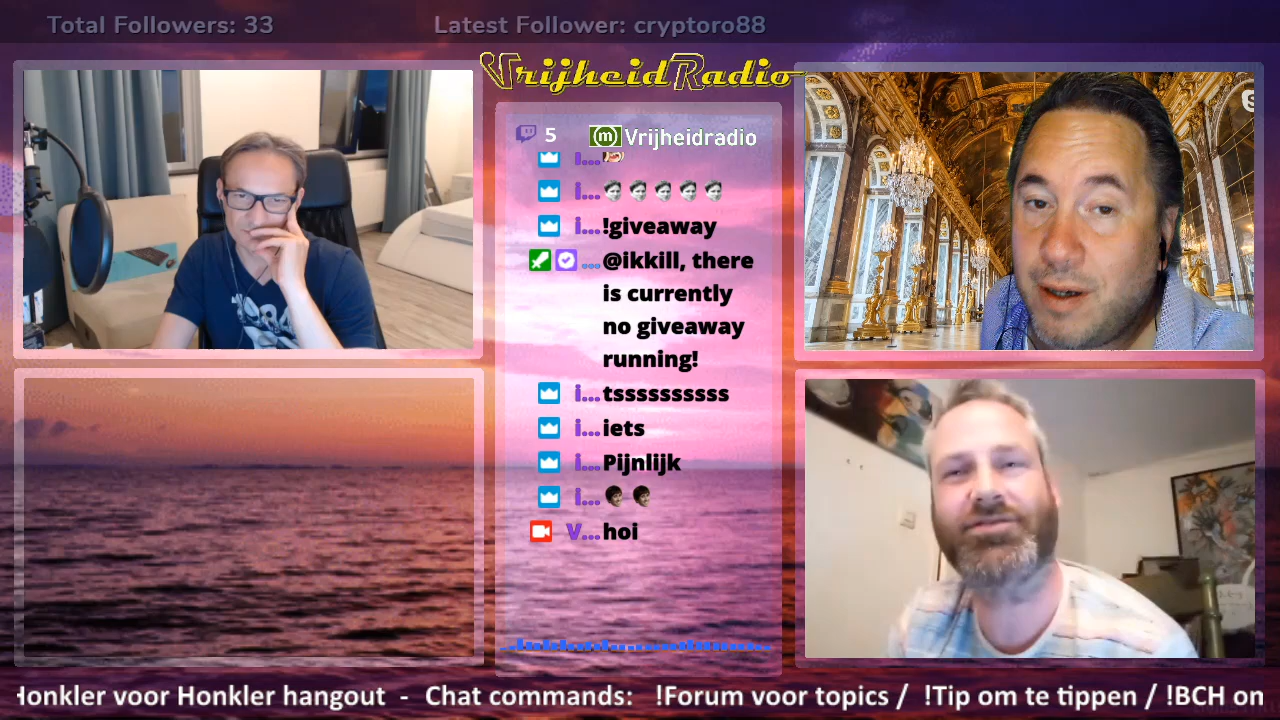 Total Followers: 33
Latest Follower: cryptoro88
VrijheidRadio
5
(m) Vrijheidradio
i...
i...
i... !giveaway
... @ikkill, there
is currently
no giveaway
running!
i... tssssssssss
i... iets
i... Pijnlijk
i...
V... hoi
Honkler voor Honkler hangout - Chat commands: !Forum voor topics / !Tip om te tippen / !BCH on